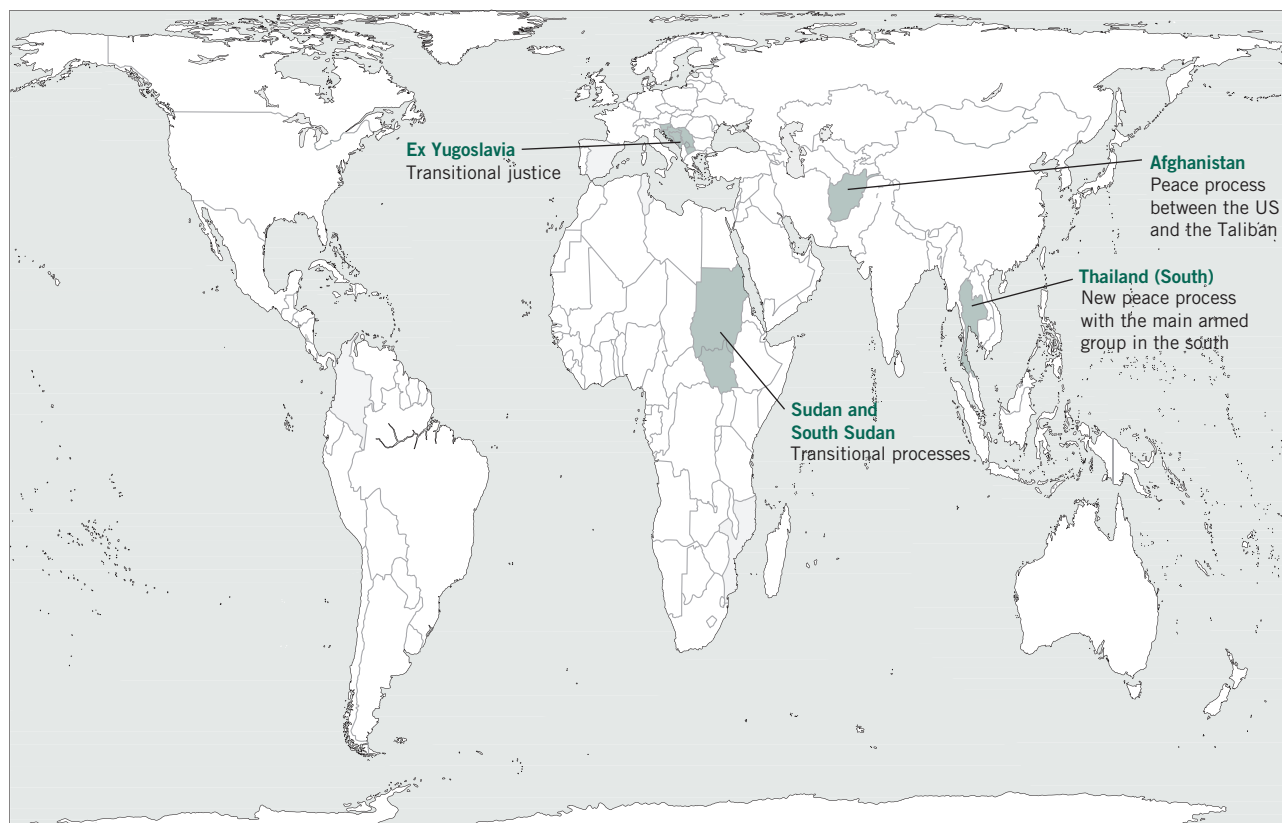 Ex Yugoslavia
Transitional justice
Afghanistan
Peace process
between the US
and the Taliban
Thailand (South)
New peace process
with the main armed
group in the south
Sudan and
South Sudan
Transitional processes